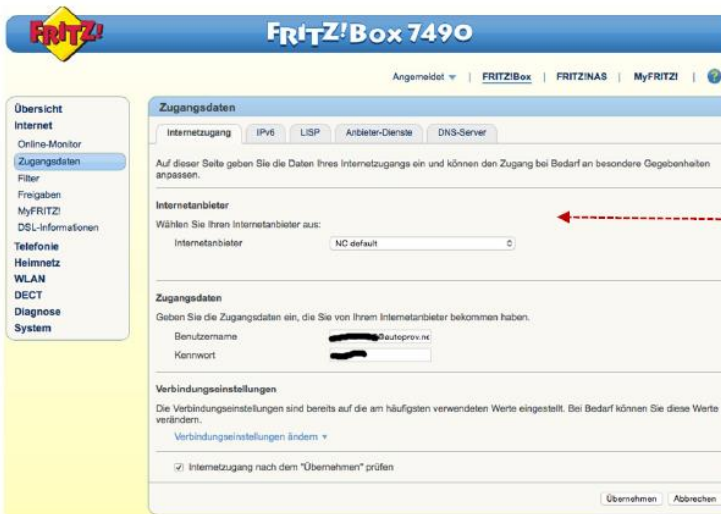 FRITZ!
FRITZ!Box 7490
Angemeldet | FRITZ!Box | FRITZ!NAS | MyFRITZ! | ?
Übersicht
Internet
Online-Monitor
Zugangsdaten
Filter
Freigaben
MyFRITZ!
DSL-Informationen
Telefonie
Heimnetz
WLAN
DECT
Diagnose
System
Zugangsdaten
Internetzugang IPv6 LISP Anbieter-Dienste DNS-Server
Auf dieser Seite geben Sie die Daten Ihres Internetzugangs ein und können den Zugang bei Bedarf an besondere Gegebenheiten
anpassen.
Internetanbieter
Wählen Sie Ihren Internetanbieter aus:
Internetanbieter NC default
Zugangsdaten
Geben Sie die Zugangsdaten ein, die Sie von Ihrem Internetanbieter bekommen haben.
Benutzername @autoprov.ne
Kennwort
Verbindungseinstellungen
Die Verbindungseinstellungen sind bereits auf die am häufigsten verwendeten Werte eingestellt. Bei Bedarf können Sie diese Werte
verändern.
Verbindungseinstellungen ändern
Internetzugang nach dem "Übernehmen" prüfen
Übernehmen Abbrechen